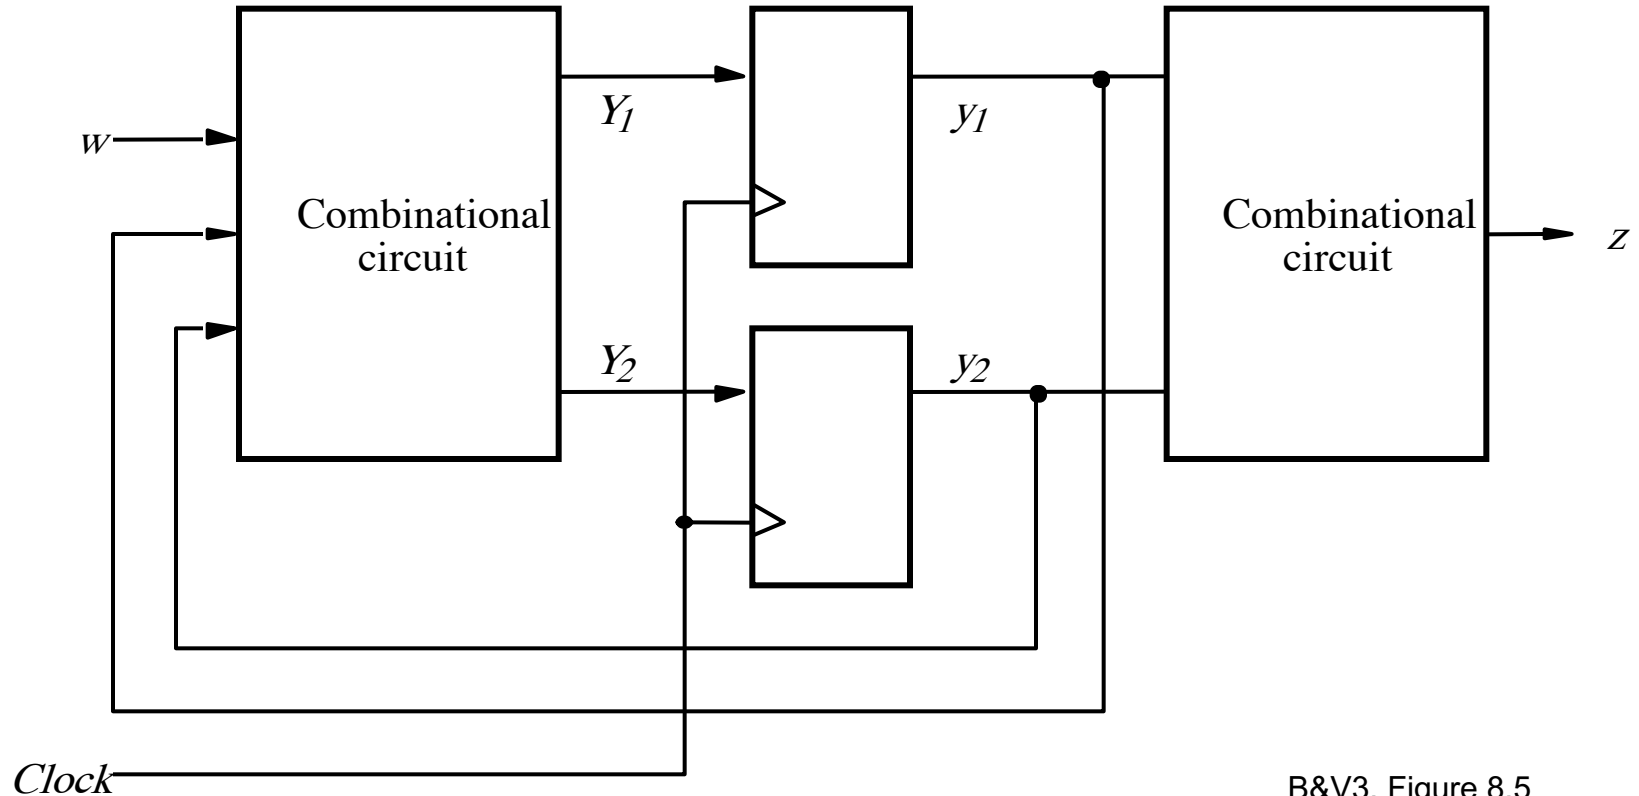 Y1
y1
w
Combinational
circuit
Combinational
circuit
z
Y2
y2
Clock
B&V3, Figure 8.5